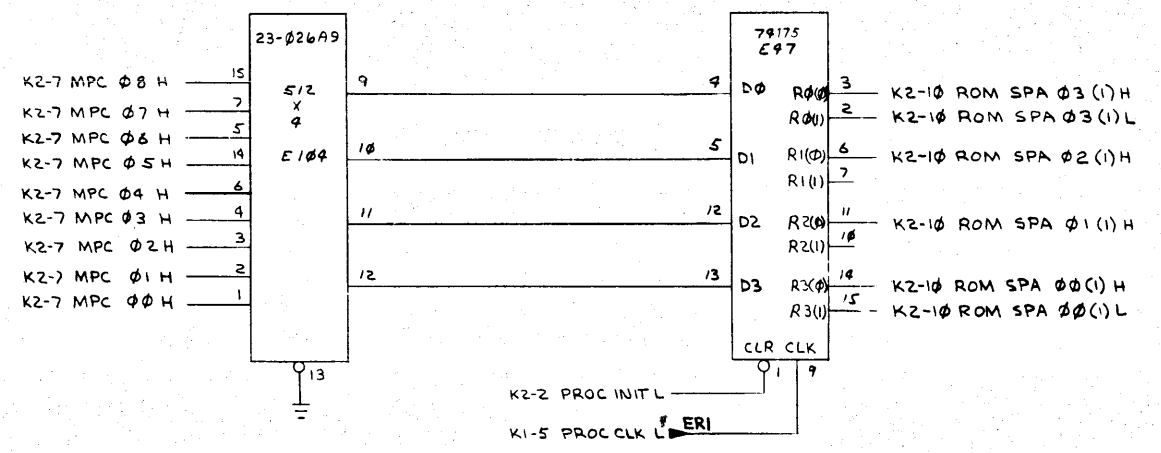 23-Ø26A9
512
X
4
E104
K2-7 MPC Ø8 H 15
K2-7 MPC Ø7 H 7
K2-7 MPC Ø6 H 5
K2-7 MPC Ø5 H 14
K2-7 MPC Ø4 H 6
K2-7 MPC Ø3 H 4
K2-7 MPC Ø2 H 3
K2-7 MPC Ø1 H 2
K2-7 MPC ØØ H 1
13
9 4
1Ø 5
11 12
12 13
74175
E47
DØ RØ(Ø) 3 K2-1Ø ROM SPA Ø3 (1) H
RØ(1) 2 K2-1Ø ROM SPA Ø3 (1) L
D1 R1(Ø) 6 K2-1Ø ROM SPA Ø2 (1) H
R1(1) 7
D2 R2(Ø) 11 K2-1Ø ROM SPA Ø1 (1) H
R2(1) 1Ø
D3 R3(Ø) 14 K2-1Ø ROM SPA ØØ (1) H
R3(1) 15 K2-1Ø ROM SPA ØØ (1) L
CLR CLK
1 9
K2-2 PROC INIT L
K1-5 PROC CLK L ER1